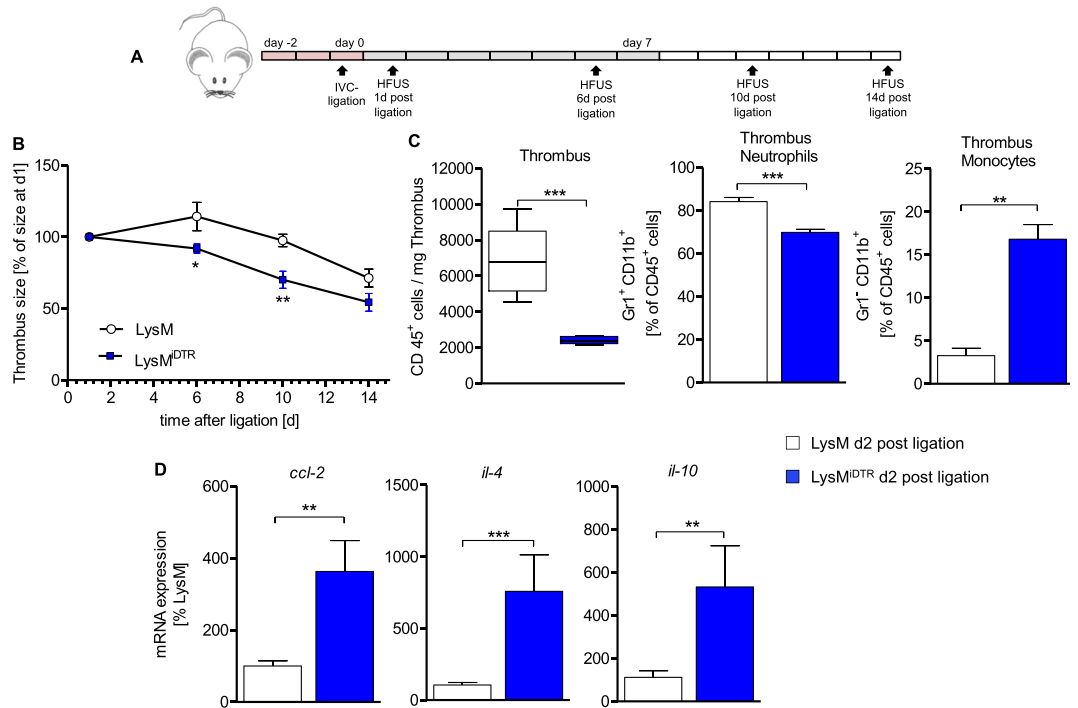 A
day -2
day 0
day 7
IVC-
ligation
HFUS
1d post
ligation
HFUS
6d post
ligation
HFUS
10d post
ligation
HFUS
14d post
ligation
B
Thrombus size [% of size at d1]
150
100
50
0
*
**
LysM
LysMiDTR
0 2 4 6 8 10 12 14
time after ligation [d]
C
Thrombus
CD 45+ cells / mg Thrombus
12000
10000
8000
6000
4000
2000
0
***
Thrombus
Neutrophils
Gr1+ CD11b+
[% of CD45+ cells]
100
80
60
40
20
0
***
Thrombus
Monocytes
Gr1- CD11b+
[% of CD45+ cells]
25
20
15
10
5
0
**
LysM d2 post ligation
LysMiDTR d2 post ligation
D
ccl-2
mRNA expression
[% LysM]
600
400
200
0
**
il-4
1500
1000
500
0
***
il-10
1000
800
600
400
200
0
**